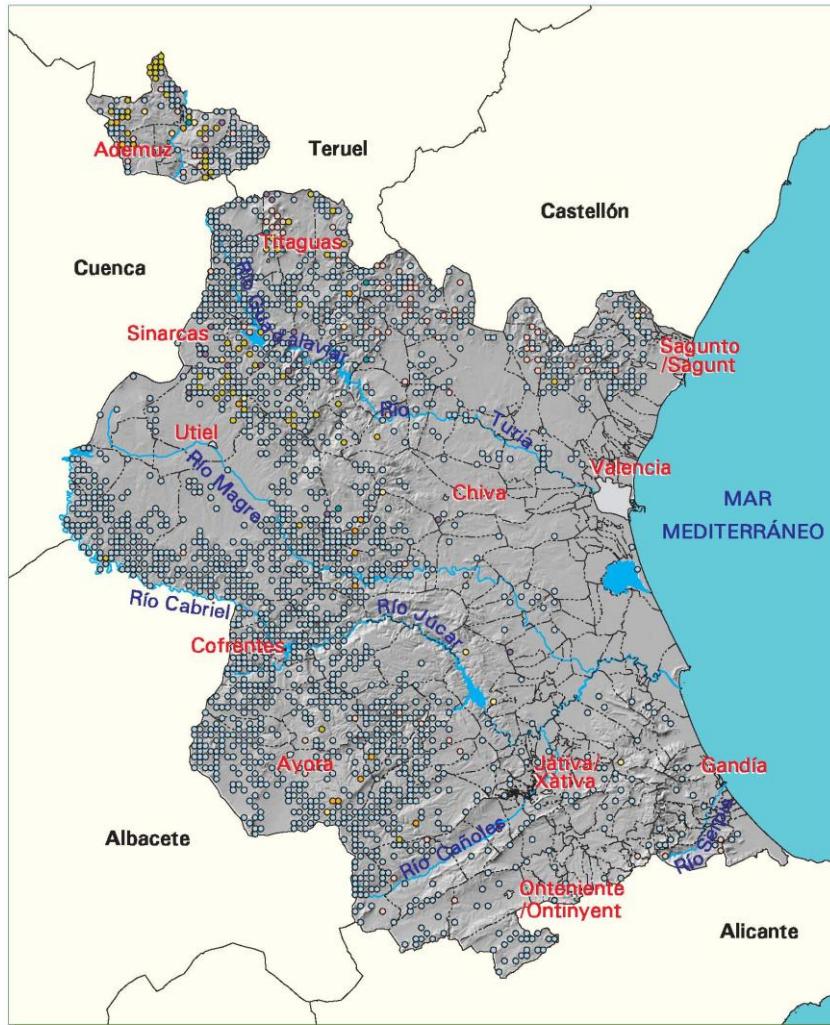 Ademuz
Teruel
Castellón
Cuenca
Titaguas
Río Guadalaviar
Sinarcas
Sagunto
/Sagunt
Utiel
Río
Turia
Valencia
Río Magre
Chiva
MAR
MEDITERRÁNEO
Río Cabriel
Río Júcar
Cofrentes
Ayora
Játiva/
Xàtiva
Gandía
Albacete
Río Cañoles
Río Serpis
Onteniente
/Ontinyent
Alicante